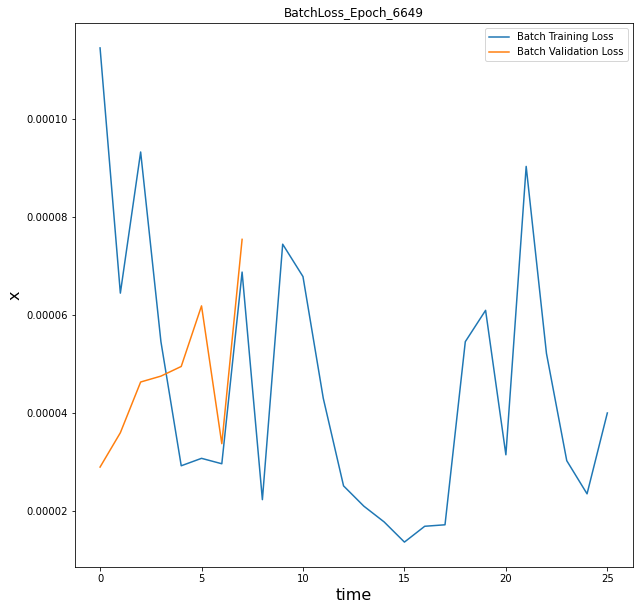 BatchLoss_Epoch_6649
Batch Training Loss
Batch Validation Loss
0.00010
0.00008
0.00006
0.00004
0.00002
x
0 5 10 15 20 25
time